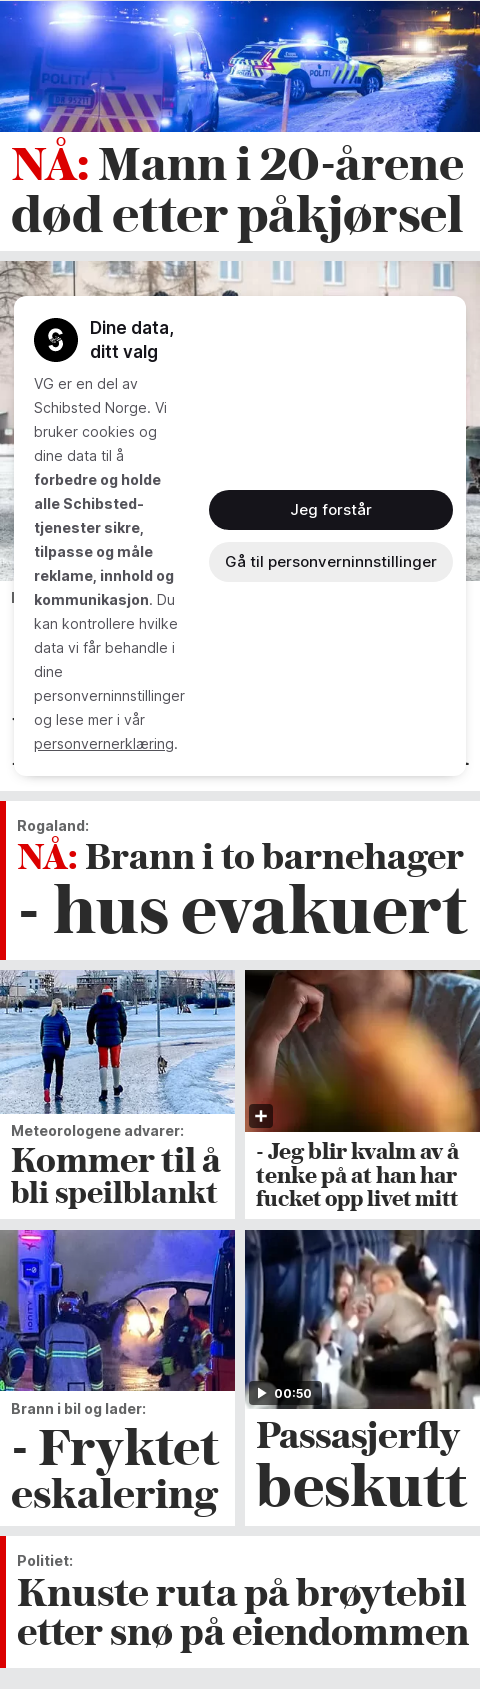 POLITI
NÅ: Mann i 20-årene
død etter påkjørsel
Dine data,
ditt valg
VG er en del av
Schibsted Norge. Vi
bruker cookies og
dine data til å
forbedre og holde
alle Schibsted-
tjenester sikre,
tilpasse og måle
reklame, innhold og
kommunikasjon. Du
kan kontrollere hvilke
data vi får behandle i
dine
personverninnstillinger
og lese mer i vår
personvernerklæring.
Jeg forstår
Gå til personverninnstillinger
Rogaland:
NÅ: Brann i to barnehager
- hus evakuert
Meteorologene advarer:
Kommer til å
bli speilblankt
- Jeg blir kvalm av å
tenke på at han har
fucket opp livet mitt
Brann i bil og lader:
- Fryktet
eskalering
00:50
Passasjerfly
beskutt
Politiet:
Knuste ruta på brøytebil
etter snø på eiendommen